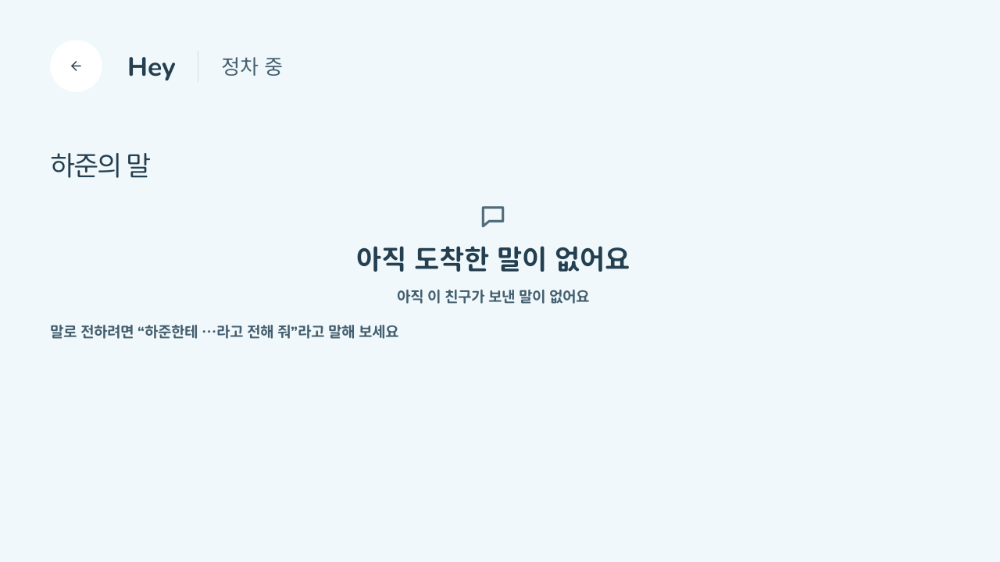 Hey
정차 중
하준의 말
아직 도착한 말이 없어요
아직 이 친구가 보낸 말이 없어요
말로 전하려면 “하준한테 …라고 전해 줘”라고 말해 보세요